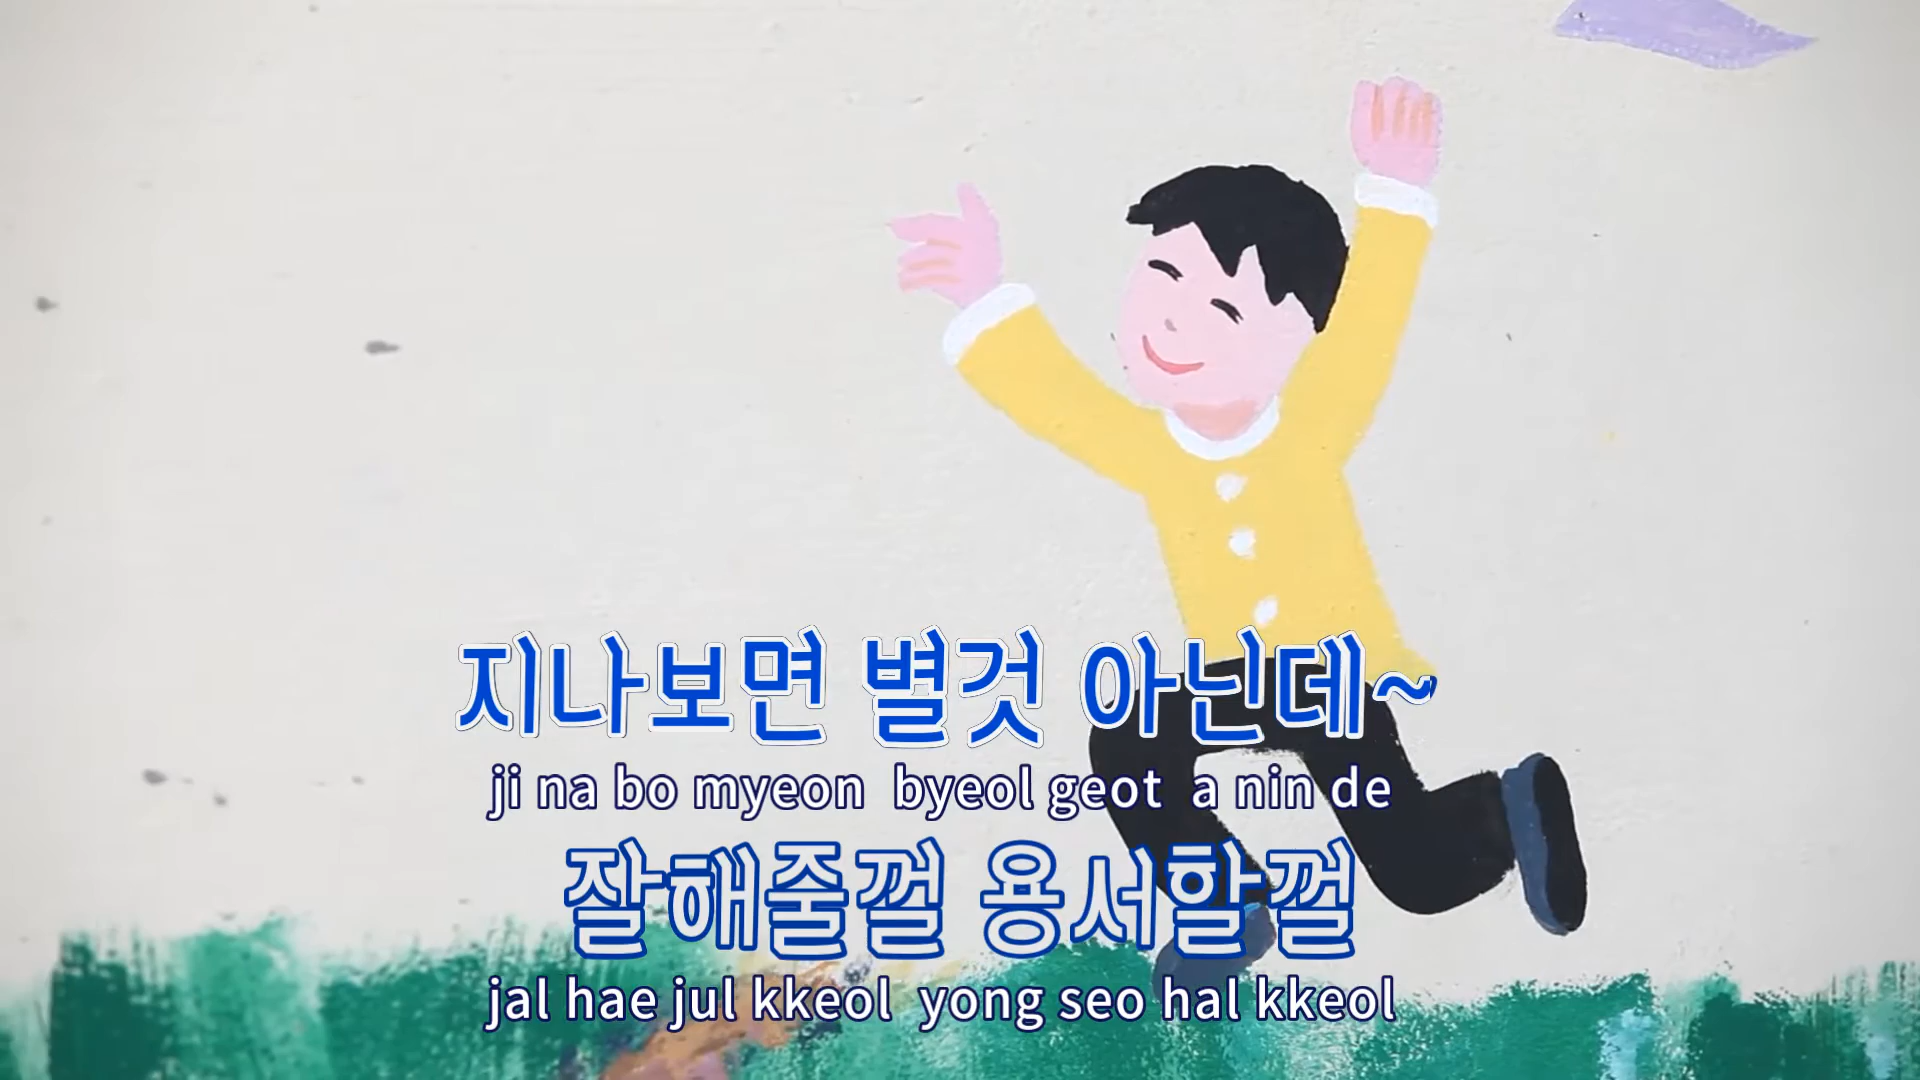 지나보면 별것 아닌데~
ji na bo myeon byeol geot a nin de
잘해줄껄 용서할껄
jal hae jul kkeol yong seo hal kkeol